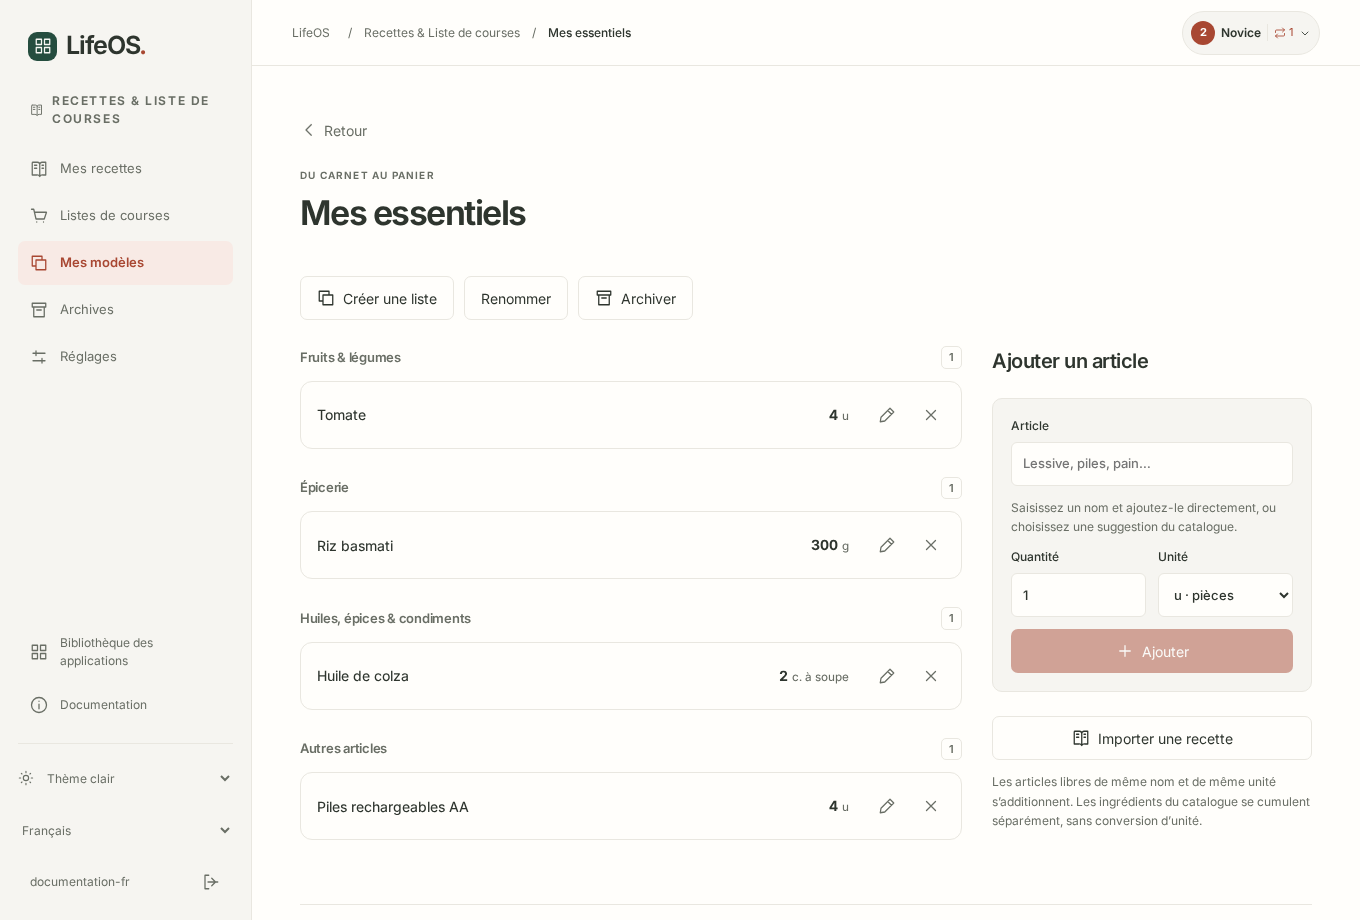 LifeOS.
RECETTES & LISTE DE
COURSES
Mes recettes
Listes de courses
Mes modèles
Archives
Réglages
Bibliothèque des
applications
Documentation
Thème clair
Français
documentation-fr
LifeOS / Recettes & Liste de courses / Mes essentiels
2 Novice 1
Retour
DU CARNET AU PANIER
Mes essentiels
Créer une liste
Renommer
Archiver
Fruits & légumes 1
Tomate 4 u
Épicerie 1
Riz basmati 300 g
Huiles, épices & condiments 1
Huile de colza 2 c. à soupe
Autres articles 1
Piles rechargeables AA 4 u
Ajouter un article
Article
Lessive, piles, pain...
Saisissez un nom et ajoutez-le directement, ou
choisissez une suggestion du catalogue.
Quantité Unité
1 u · pièces
Ajouter
Importer une recette
Les articles libres de même nom et de même unité
s’additionnent. Les ingrédients du catalogue se cumulent
séparément, sans conversion d’unité.